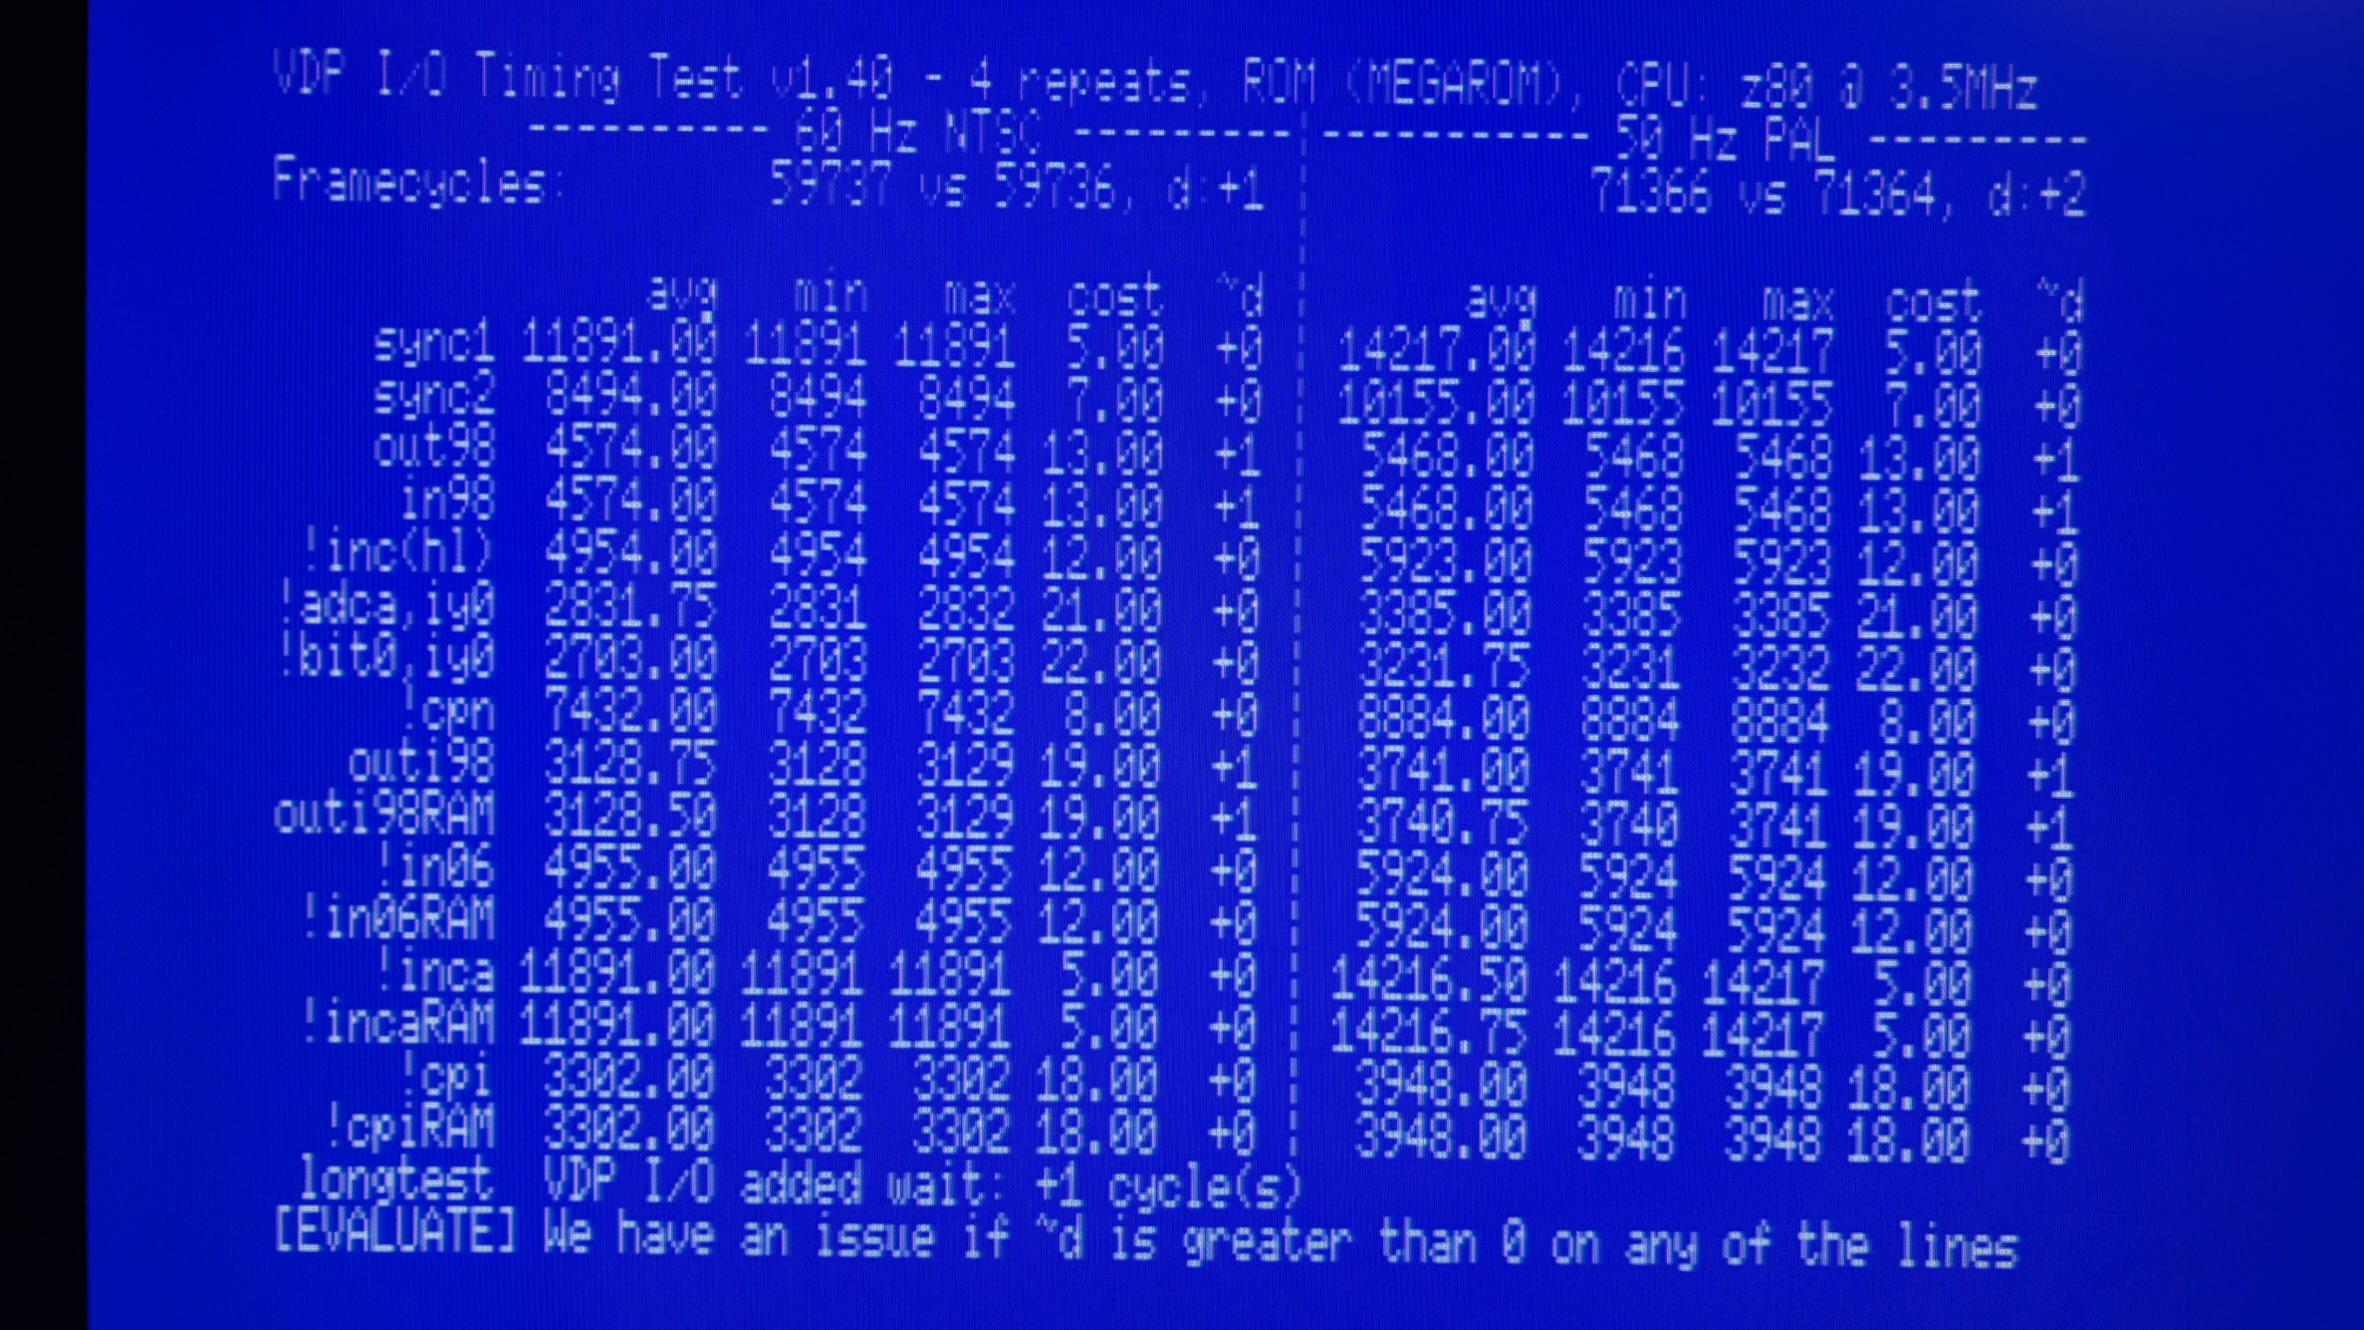 VDP I/O Timing Test v1.40 - 4 repeats, ROM (MEGAROM), CPU: z80 @ 3.5MHz
---------- 60 Hz NTSC --------- ----------- 50 Hz PAL ---------
Framecycles: 59737 vs 59736, d:+1 71366 vs 71364, d:+2
avg min max cost ~d avg min max cost ~d
sync1 11891.00 11891 11891 5.00 +0 14217.00 14216 14217 5.00 +0
sync2 8494.00 8494 8494 7.00 +0 10155.00 10155 10155 7.00 +0
out98 4574.00 4574 4574 13.00 +1 5468.00 5468 5468 13.00 +1
in98 4574.00 4574 4574 13.00 +1 5468.00 5468 5468 13.00 +1
!inc(hl) 4954.00 4954 4954 12.00 +0 5923.00 5923 5923 12.00 +0
!adca,iy0 2831.75 2831 2832 21.00 +0 3385.00 3385 3385 21.00 +0
!bit0,iy0 2703.00 2703 2703 22.00 +0 3231.75 3231 3232 22.00 +0
!cpn 7432.00 7432 7432 8.00 +0 8884.00 8884 8884 8.00 +0
outi98 3128.75 3128 3129 19.00 +1 3741.00 3741 3741 19.00 +1
outi98RAM 3128.50 3128 3129 19.00 +1 3740.75 3740 3741 19.00 +1
!in06 4955.00 4955 4955 12.00 +0 5924.00 5924 5924 12.00 +0
!in06RAM 4955.00 4955 4955 12.00 +0 5924.00 5924 5924 12.00 +0
!inca 11891.00 11891 11891 5.00 +0 14216.50 14216 14217 5.00 +0
!incaRAM 11891.00 11891 11891 5.00 +0 14216.75 14216 14217 5.00 +0
!cpi 3302.00 3302 3302 18.00 +0 3948.00 3948 3948 18.00 +0
!cpiRAM 3302.00 3302 3302 18.00 +0 3948.00 3948 3948 18.00 +0
longtest VDP I/O added wait: +1 cycle(s)
[EVALUATE] We have an issue if ~d is greater than 0 on any of the lines